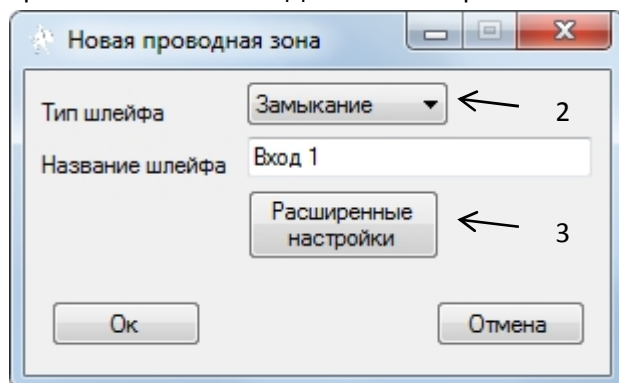 Новая проводная зона
Тип шлейфа Замыкание 2
Название шлейфа Вход 1
Расширенные
настройки 3
Ок Отмена